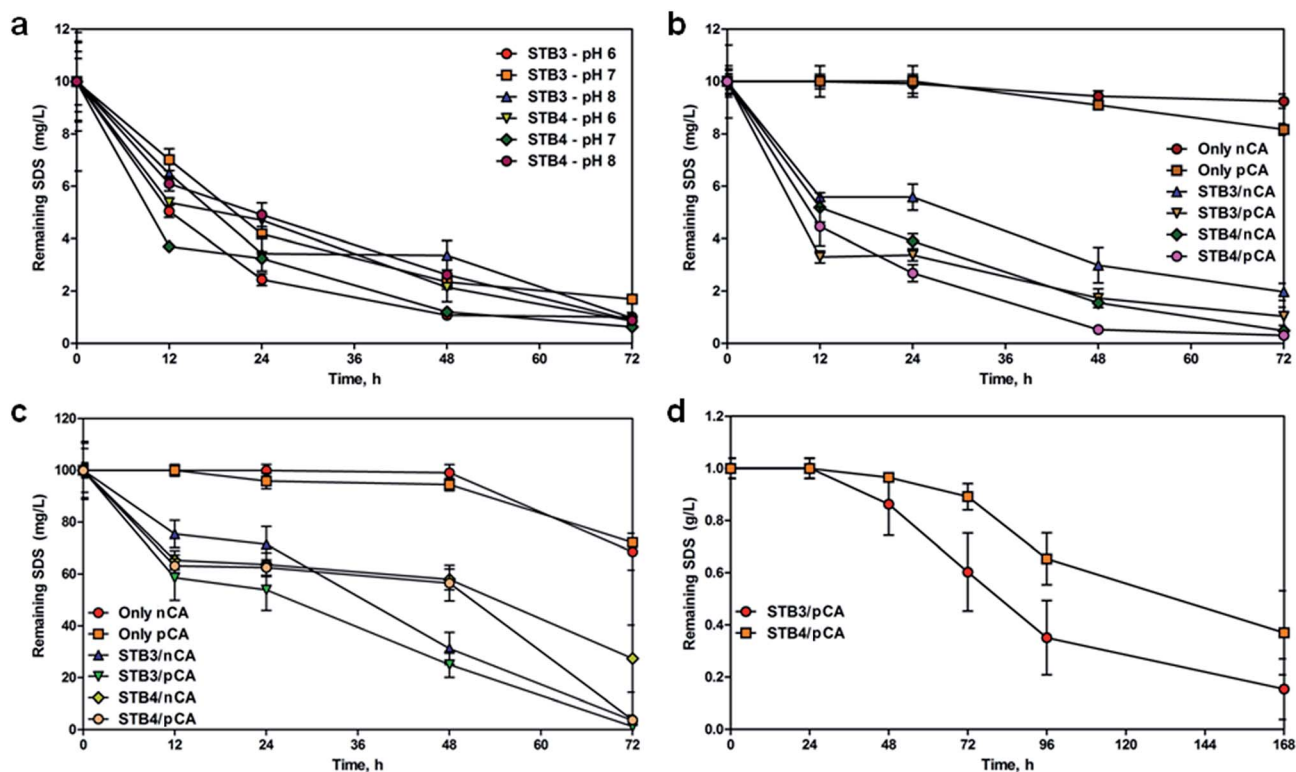 a
12
10
8
6
4
2
0
Remaining SDS (mg/L)
STB3 - pH 6
STB3 - pH 7
STB3 - pH 8
STB4 - pH 6
STB4 - pH 7
STB4 - pH 8
0 12 24 36 48 60 72
Time, h
b
12
10
8
6
4
2
0
Remaining SDS (mg/L)
Only nCA
Only pCA
STB3/nCA
STB3/pCA
STB4/nCA
STB4/pCA
0 12 24 36 48 60 72
Time, h
c
120
100
80
60
40
20
0
Remaining SDS (mg/L)
Only nCA
Only pCA
STB3/nCA
STB3/pCA
STB4/nCA
STB4/pCA
0 12 24 36 48 60 72
Time, h
d
1.2
1.0
0.8
0.6
0.4
0.2
0.0
Remaining SDS (g/L)
STB3/pCA
STB4/pCA
0 24 48 72 96 120 144 168
Time, h